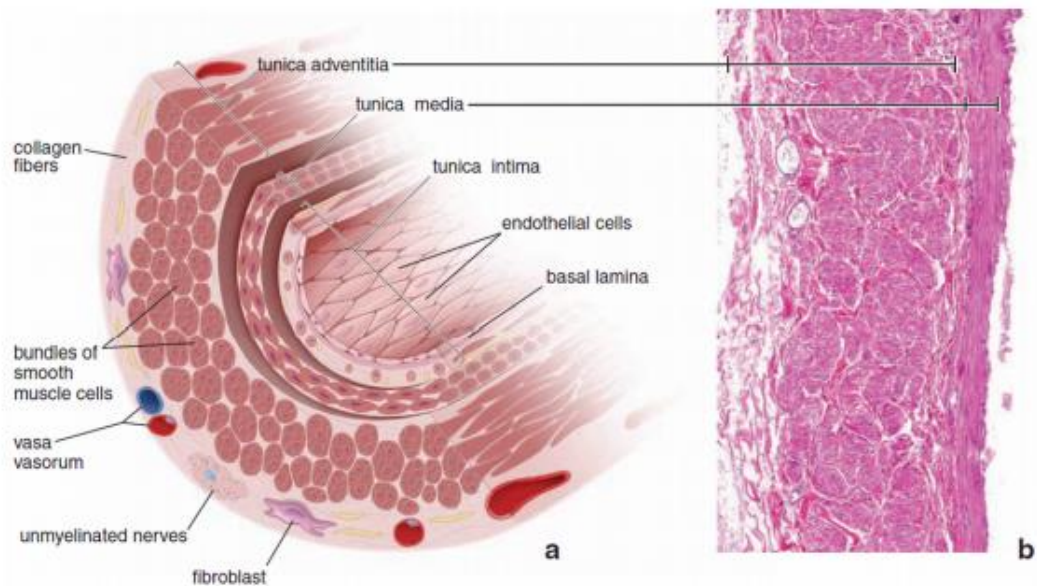 tunica adventitia
tunica media
collagen
fibers
tunica intima
endothelial cells
basal lamina
bundles of
smooth
muscle cells
vasa
vasorum
unmyelinated nerves
fibroblast
a
b